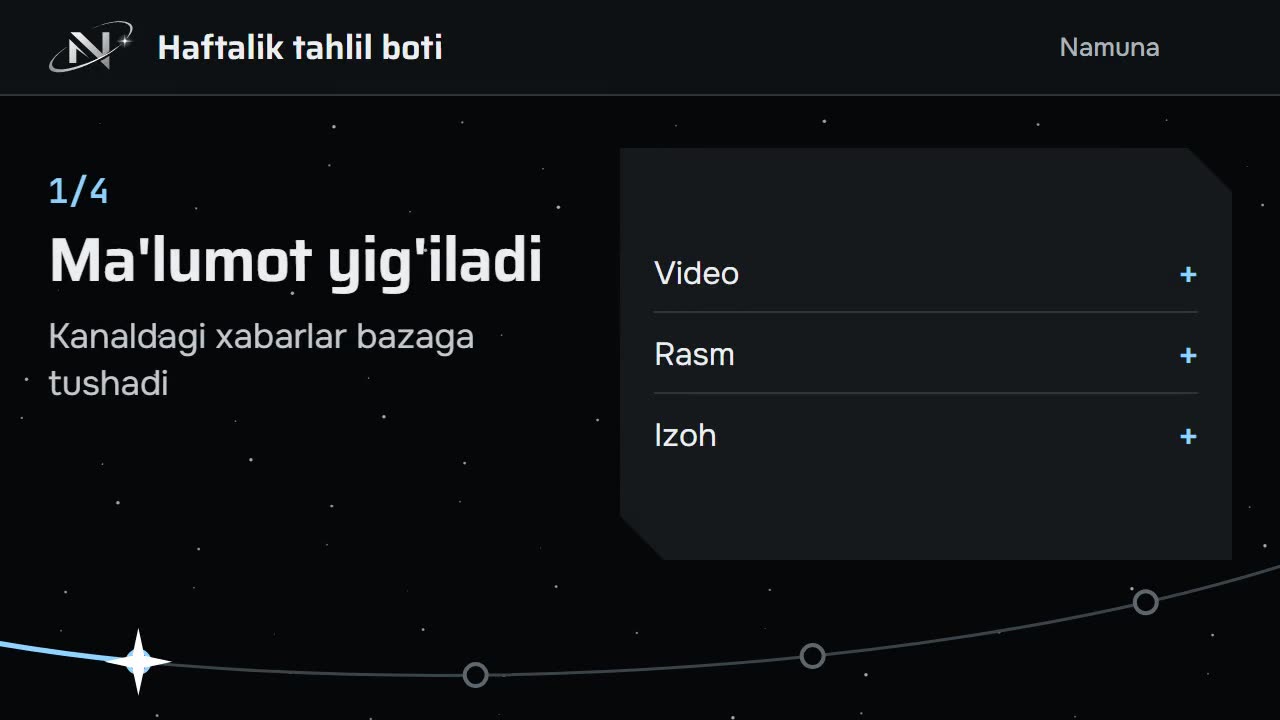 N
Haftalik tahlil boti
Namuna
1/4
Ma'lumot yig'iladi
Kanaldagi xabarlar bazaga
tushadi
Video +
Rasm +
Izoh +